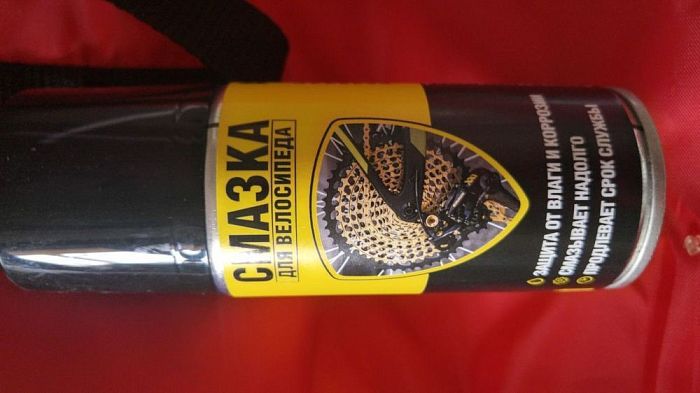 СМАЗКА
ДЛЯ ВЕЛОСИПЕДА
ЗАЩИТА ОТ ВЛАГИ И КОРРОЗИИ
СМАЗЫВАЕТ НАДОЛГО
ПРОДЛЕВАЕТ СРОК СЛУЖБЫ